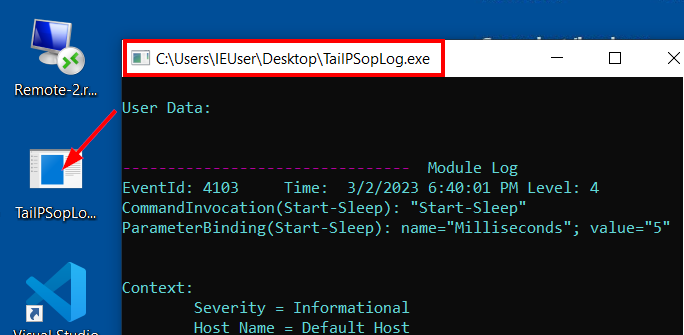 Remote-2.r...
TailPSopLo...
C:\Users\IEUser\Desktop\TailPSopLog.exe
User Data:
-------------------------------- Module Log
EventId: 4103     Time:  3/2/2023 6:40:01 PM Level: 4
CommandInvocation(Start-Sleep): "Start-Sleep"
ParameterBinding(Start-Sleep): name="Milliseconds"; value="5"
Context:
        Severity = Informational
        Host Name = Default Host
Visual Studio